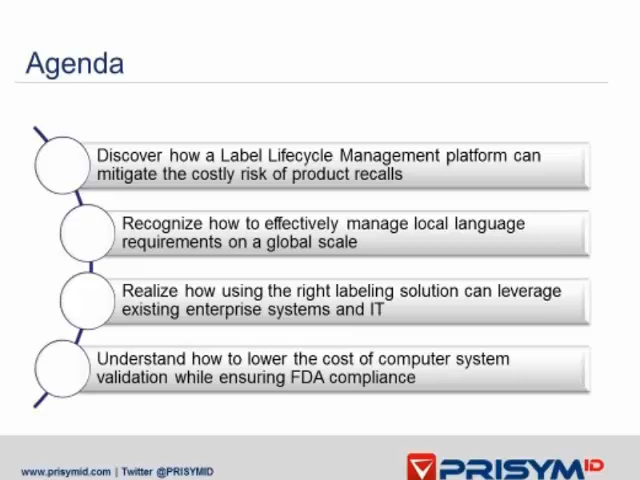 Agenda
Discover how a Label Lifecycle Management platform can
mitigate the costly risk of product recalls
Recognize how to effectively manage local language
requirements on a global scale
Realize how using the right labeling solution can leverage
existing enterprise systems and IT
Understand how to lower the cost of computer system
validation while ensuring FDA compliance
www.prisymid.com | Twitter @PRISYMID
PRISYM ID